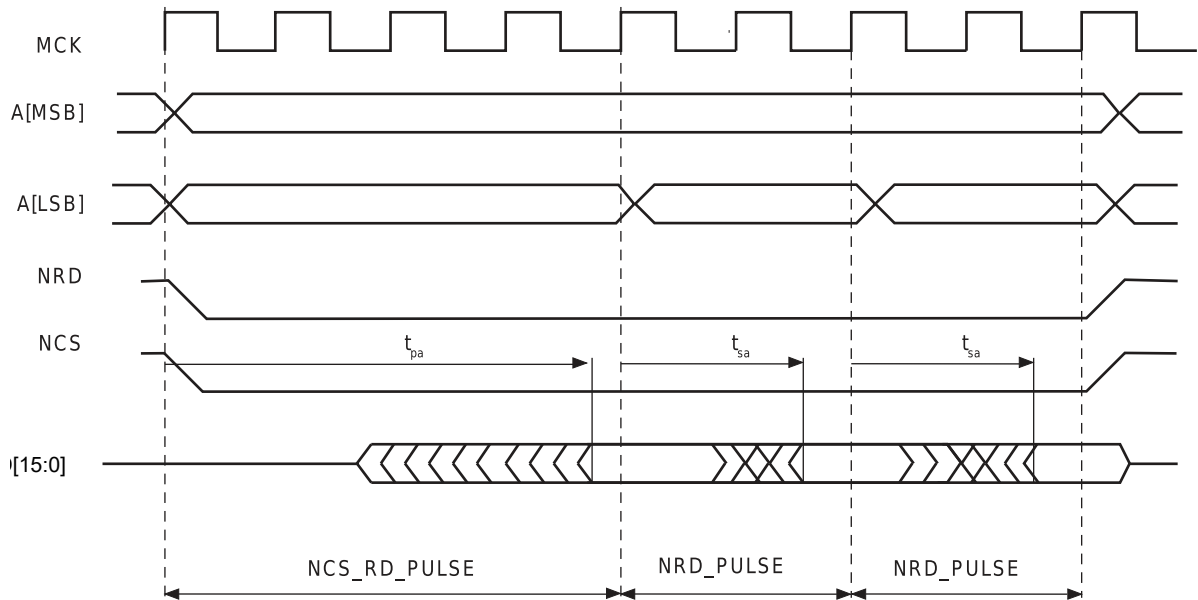 MCK
A[MSB]
A[LSB]
NRD
NCS
tpa
tsa
tsa
[15:0]
NCS_RD_PULSE
NRD_PULSE
NRD_PULSE